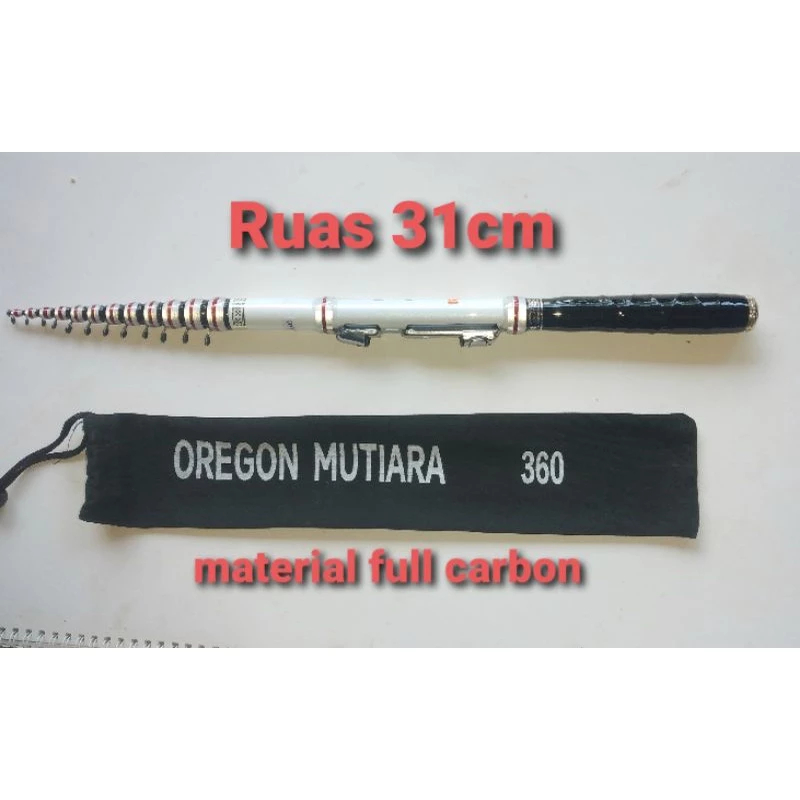 Ruas 31cm
OREGON MUTIARA 360
material full carbon